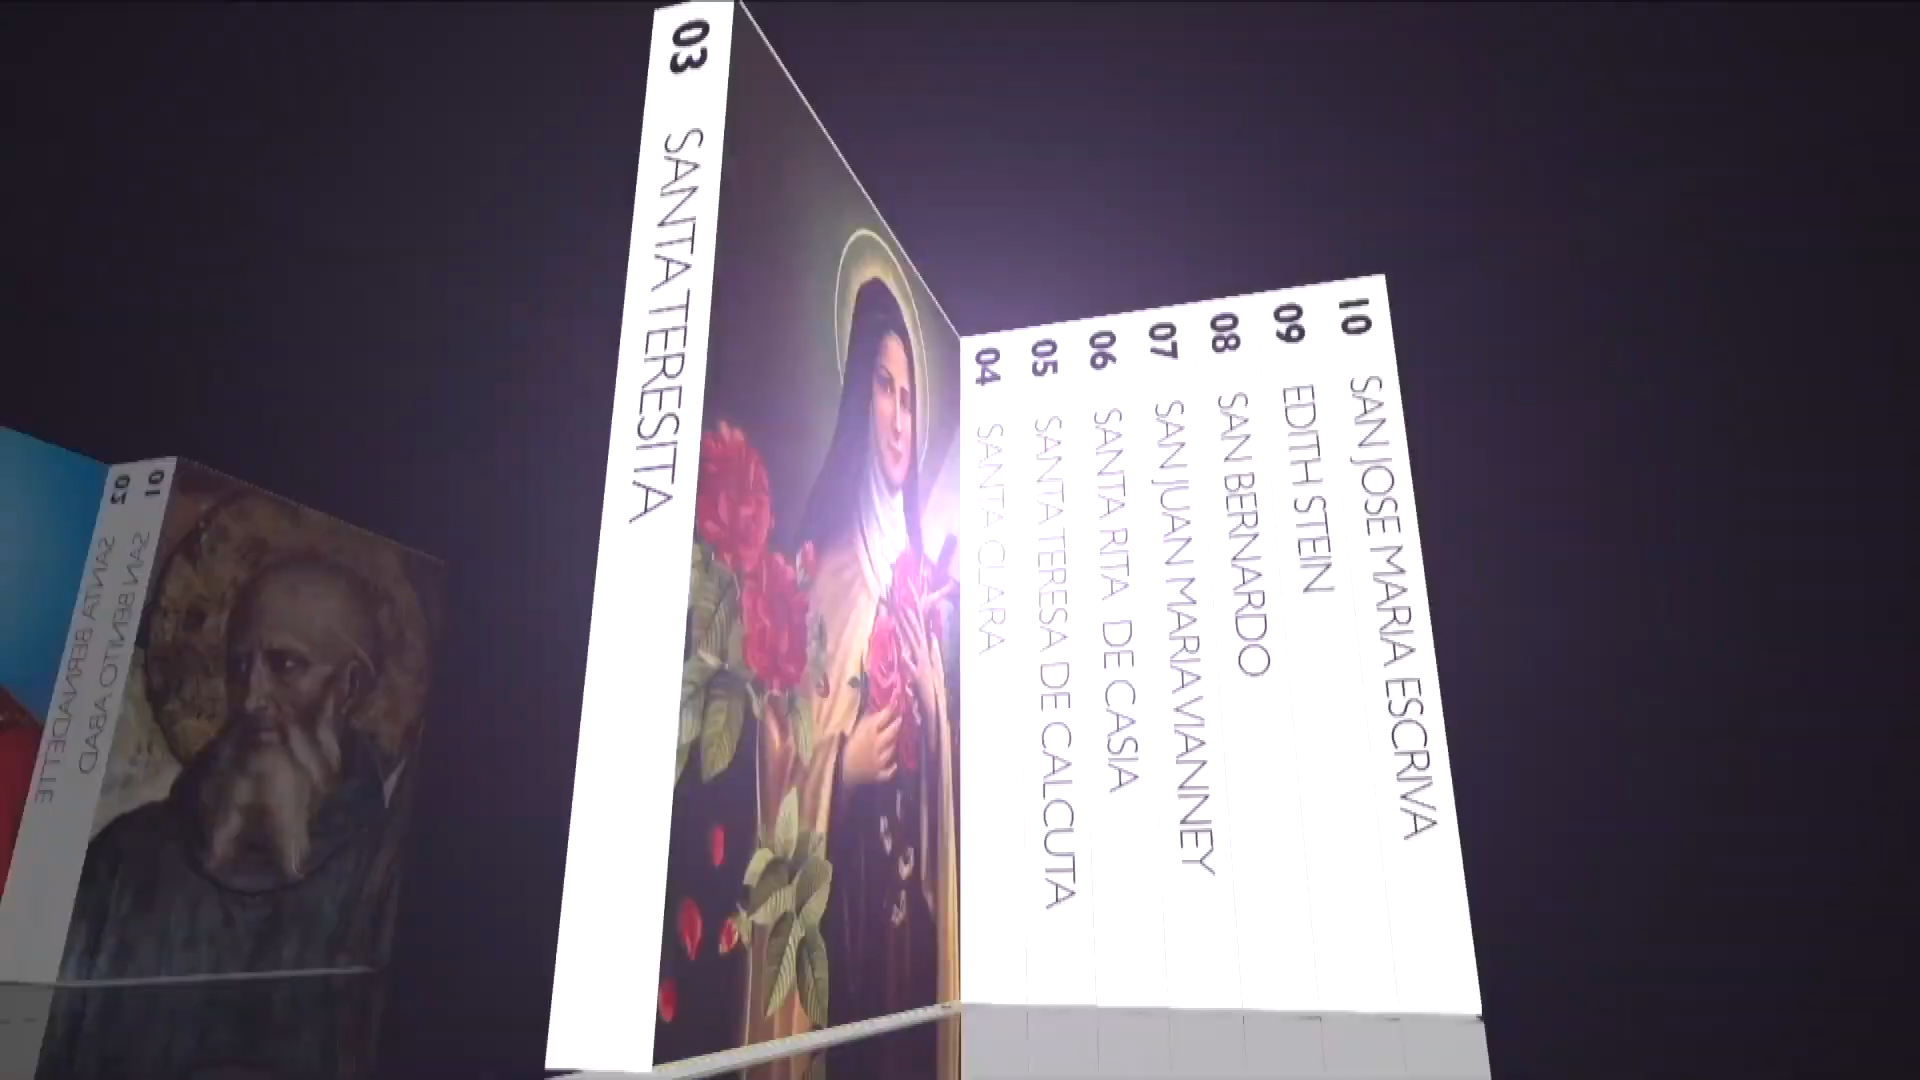 01 SAN BENITO ABAD
02 SANTA BERNADETTE
03 SANTA TERESITA
04 SANTA CLARA
05 SANTA TERESA DE CALCUTA
06 SANTA RITA DE CASIA
07 SAN JUAN MARIA VIANNEY
08 SAN BERNARDO
09 EDITH STEIN
10 SAN JOSE MARIA ESCRIVA